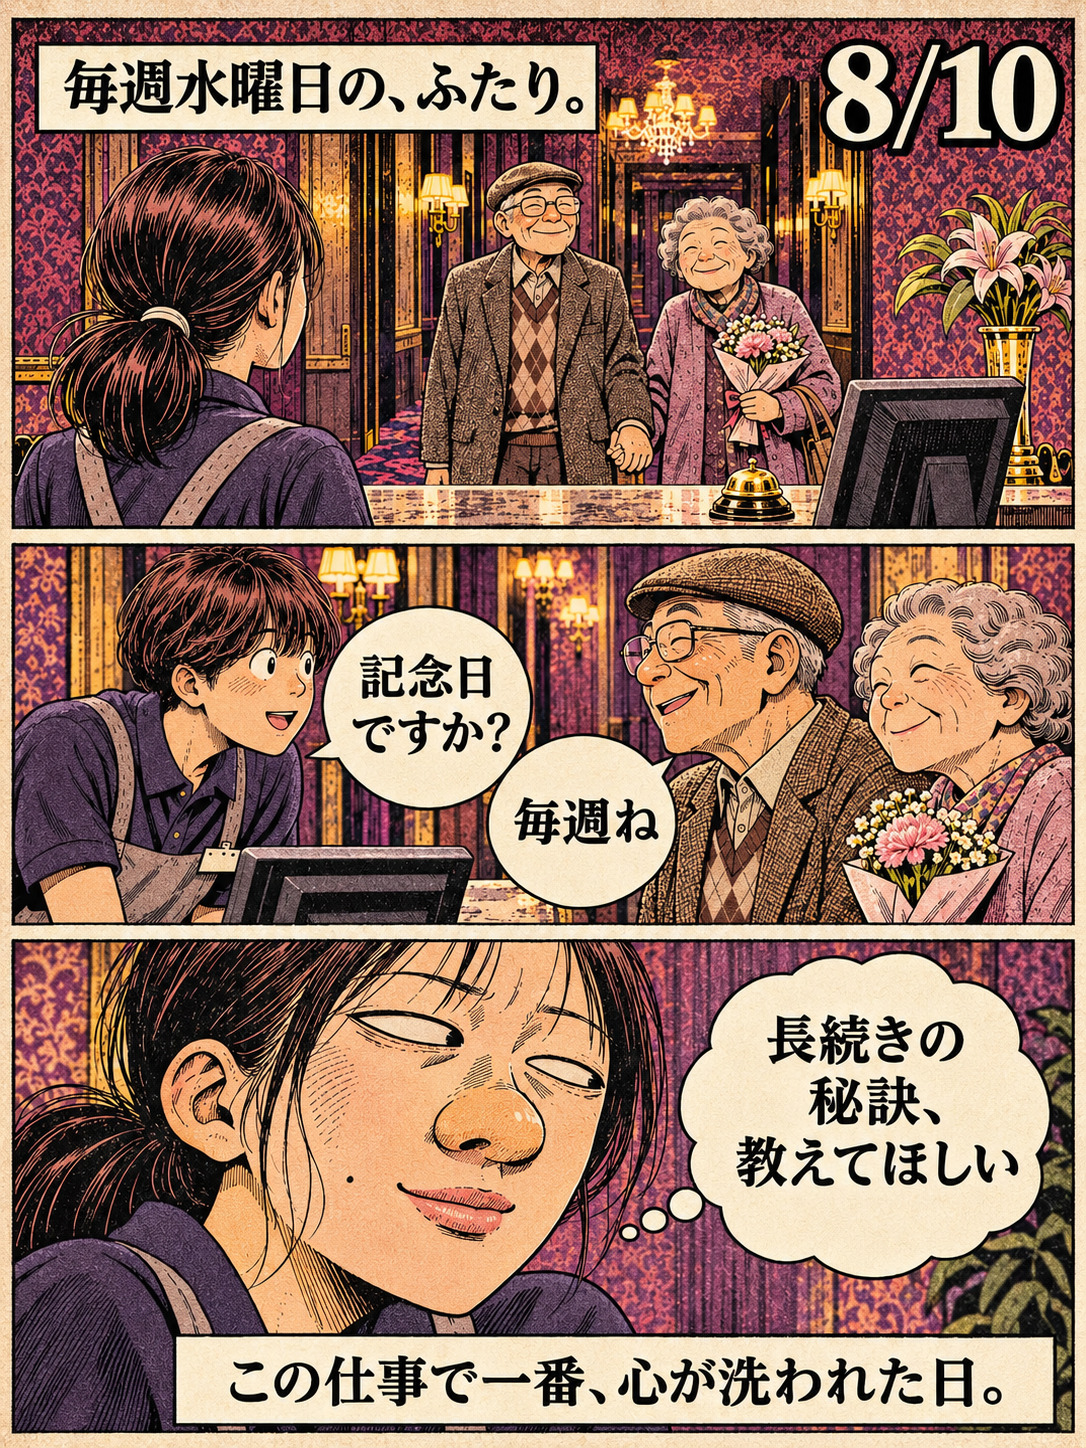 毎週水曜日の、ふたり。
8/10
記念日
ですか?
毎週ね
長続きの
秘訣、
教えてほしい
この仕事で一番、心が洗われた日。